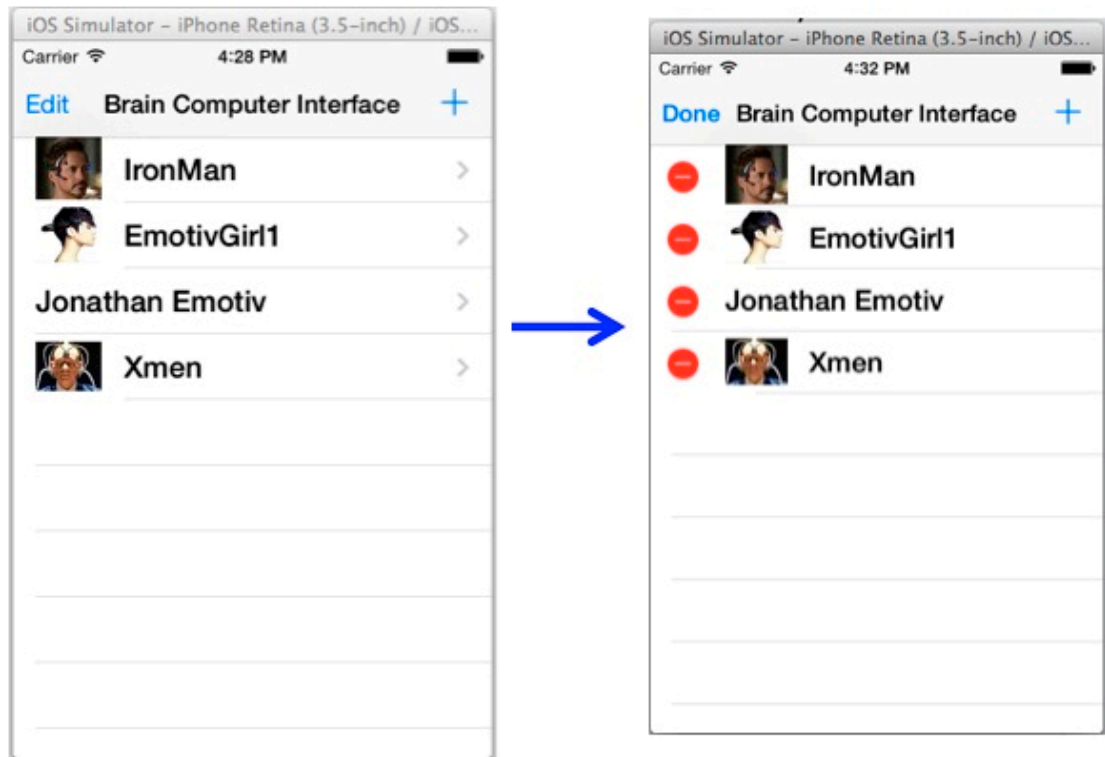 iOS Simulator – iPhone Retina (3.5-inch) / iOS...
Carrier 4:28 PM
Edit Brain Computer Interface +
IronMan
EmotivGirl1
Jonathan Emotiv
Xmen
iOS Simulator – iPhone Retina (3.5-inch) / iOS...
Carrier 4:32 PM
Done Brain Computer Interface +
IronMan
EmotivGirl1
Jonathan Emotiv
Xmen